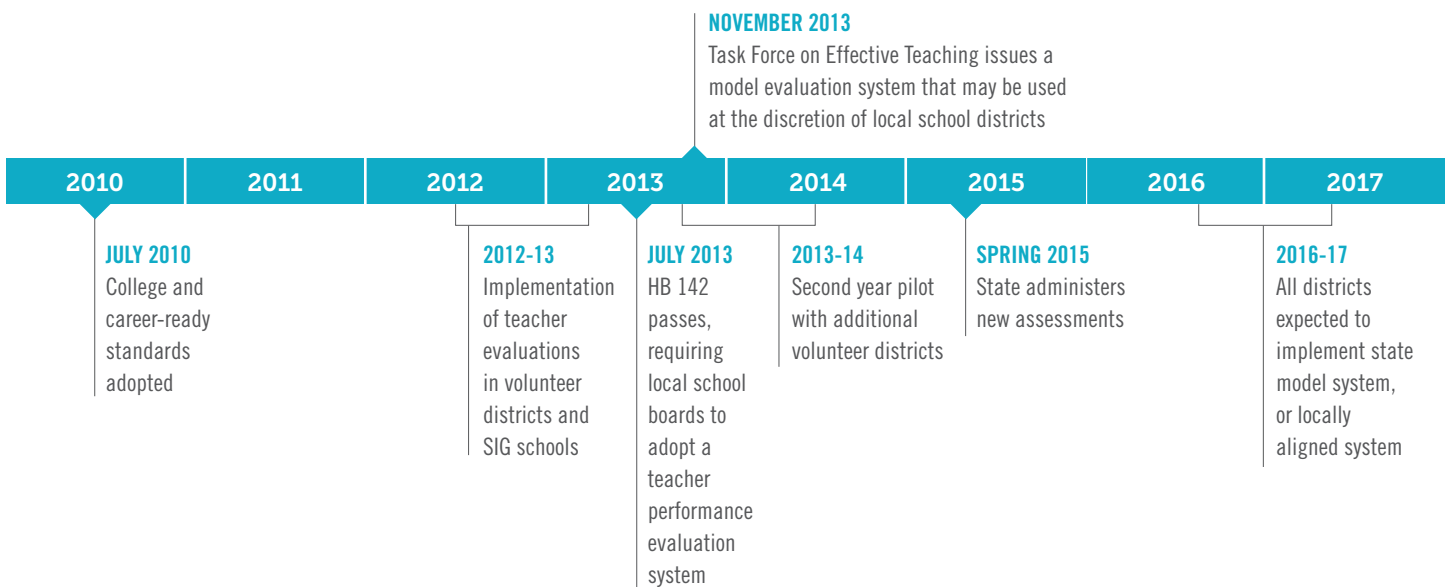 NOVEMBER 2013
Task Force on Effective Teaching issues a
model evaluation system that may be used
at the discretion of local school districts
2010
2011
2012
2013
2014
2015
2016
2017
JULY 2010
College and
career-ready
standards
adopted
2012-13
Implementation
of teacher
evaluations
in volunteer
districts and
SIG schools
JULY 2013
HB 142
passes,
requiring
local school
boards to
adopt a
teacher
performance
evaluation
system
2013-14
Second year pilot
with additional
volunteer districts
SPRING 2015
State administers
new assessments
2016-17
All districts
expected to
implement state
model system,
or locally
aligned system